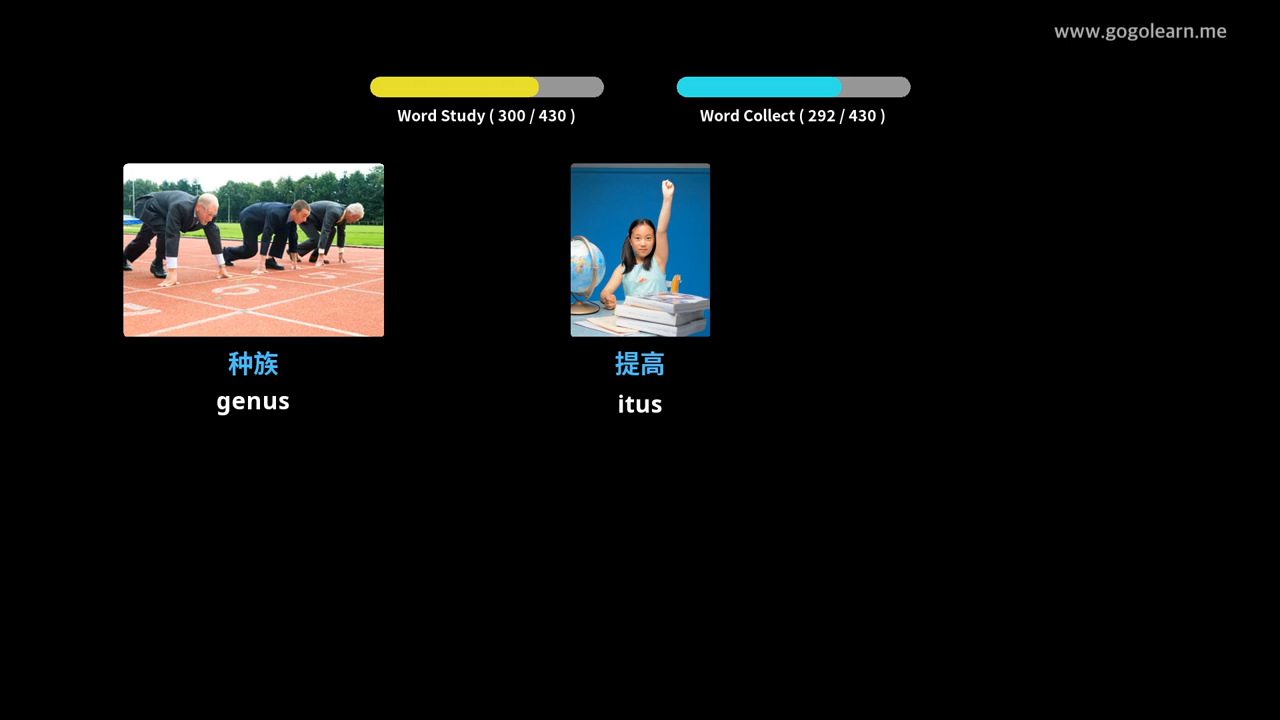 www.gogolearn.me
Word Study ( 300 / 430 )
Word Collect ( 292 / 430 )
种族
genus
提高
itus